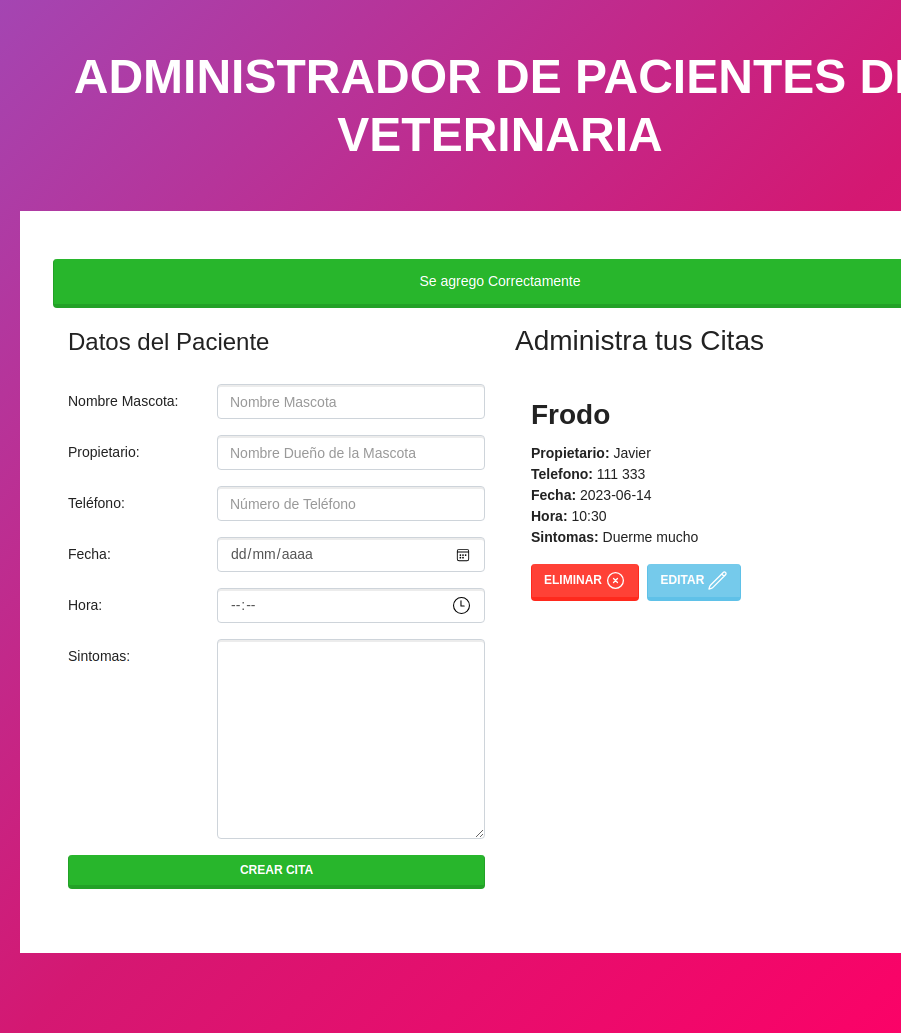 ADMINISTRADOR DE PACIENTES
VETERINARIA
Se agrego Correctamente
Datos del Paciente
Nombre Mascota:
Nombre Mascota
Propietario:
Nombre Dueño de la Mascota
Teléfono:
Número de Teléfono
Fecha:
dd/mm/aaaa
Hora:
--:--
Sintomas:
CREAR CITA
Administra tus Citas
Frodo
Propietario: Javier
Telefono: 111 333
Fecha: 2023-06-14
Hora: 10:30
Sintomas: Duerme mucho
ELIMINAR
EDITAR